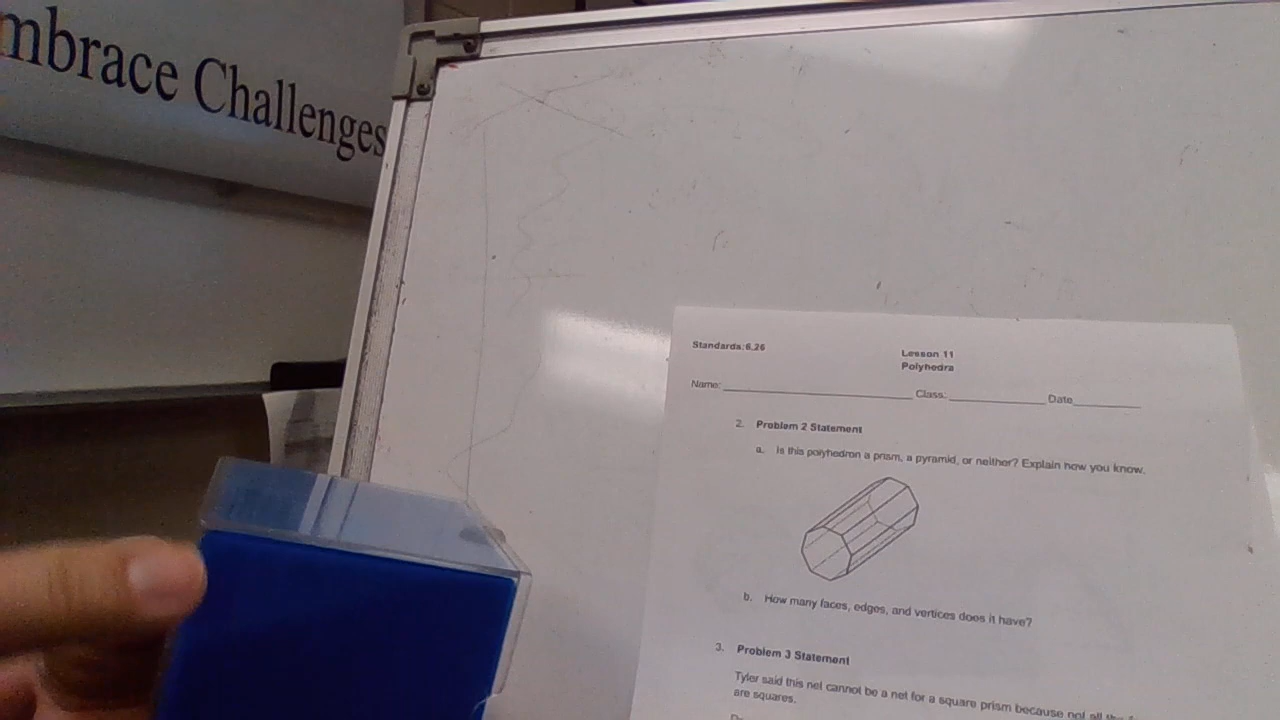 mbrace Challenges
Standards:6.26
Lesson 11
Polyhedra
Name: Class: Date
2. Problem 2 Statement
a. Is this polyhedron a prism, a pyramid, or neither? Explain how you know.
b. How many faces, edges, and vertices does it have?
3. Problem 3 Statement
Tyler said this net cannot be a net for a square prism because not all the
are squares.